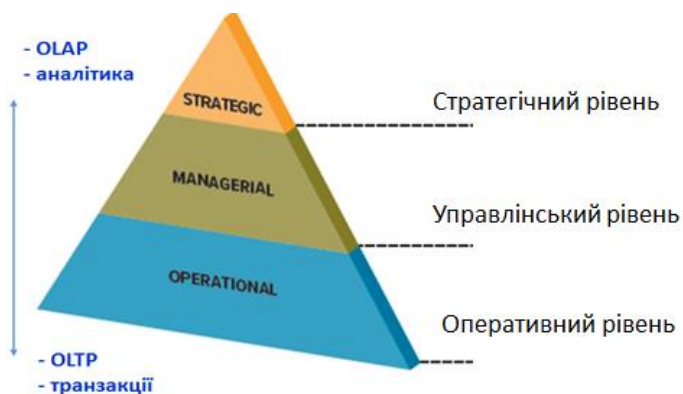 - OLAP
- аналітика
STRATEGIC
Стратегічний рівень
MANAGERIAL
Управлінський рівень
OPERATIONAL
Оперативний рівень
- OLTP
- транзакції